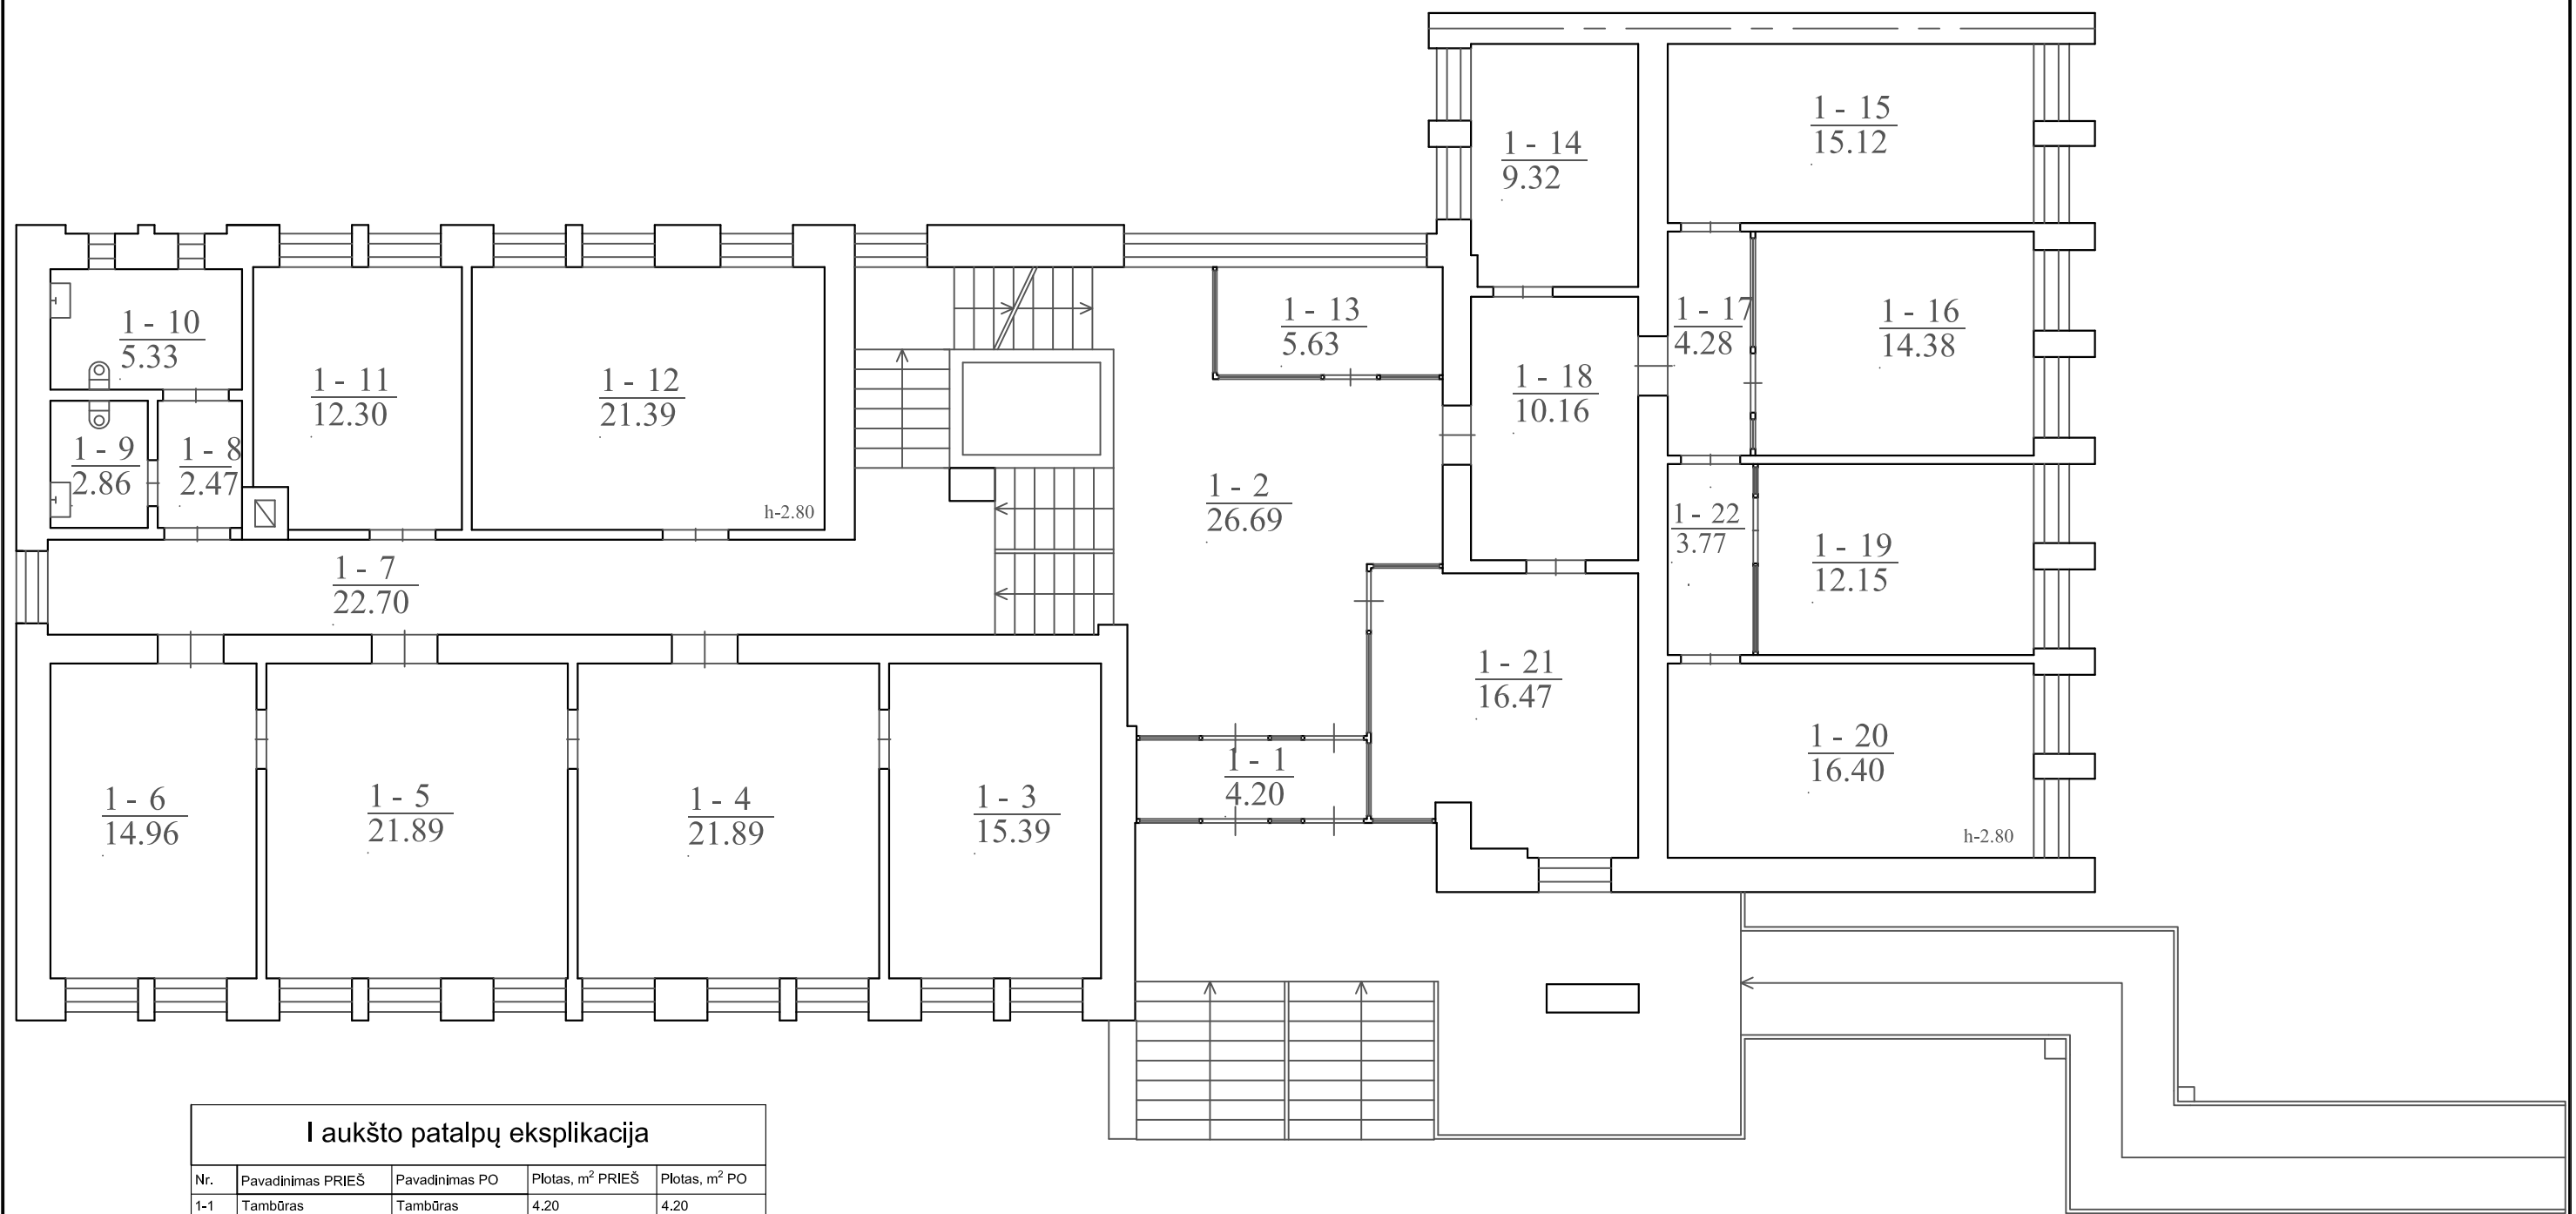 1 - 14
9.32
1 - 15
15.12
1 - 10
5.33
1 - 11
12.30
1 - 12
21.39
1 - 13
5.63
1 - 18
10.16
1 - 17
4.28
1 - 16
14.38
1 - 9
2.86
1 - 8
2.47
h-2.80
1 - 2
26.69
1 - 22
3.77
1 - 19
12.15
1 - 7
22.70
1 - 21
16.47
1 - 20
16.40
h-2.80
1 - 6
14.96
1 - 5
21.89
1 - 4
21.89
1 - 3
15.39
1 - 1
4.20
I aukšto patalpų eksplikacija
Nr. Pavadinimas PRIEŠ Pavadinimas PO Plotas, m² PRIEŠ Plotas, m² PO
1-1 Tambūras Tambūras 4.20 4.20